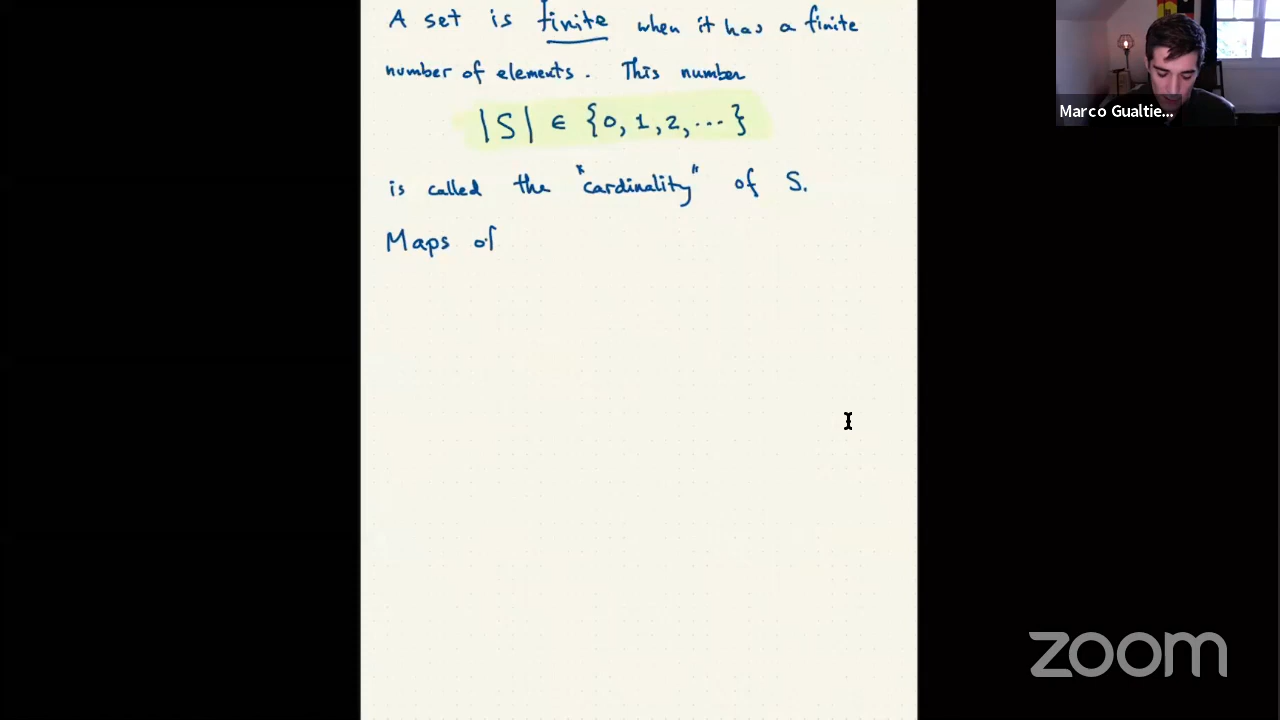 A set is finite when it has a finite
number of elements. This number
|S| ∈ {0, 1, 2, ...}
is called the "cardinality" of S.
Maps of
Marco Gualtie...
zoom